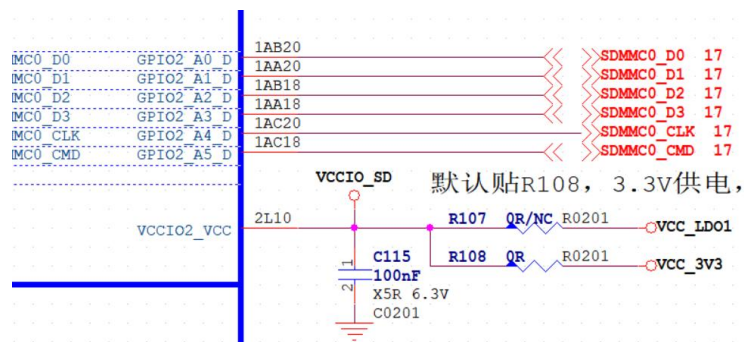 1AB20
MC0_D0 GPIO2_A0_D SDMMC0_D0 17
1AA20
MC0_D1 GPIO2_A1_D SDMMC0_D1 17
1AB18
MC0_D2 GPIO2_A2_D SDMMC0_D2 17
1AA18
MC0_D3 GPIO2_A3_D SDMMC0_D3 17
1AC20
MC0_CLK GPIO2_A4_D SDMMC0_CLK 17
1AC18
MC0_CMD GPIO2_A5_D SDMMC0_CMD 17
VCCIO_SD 默认贴R108，3.3V供电，
VCCIO2_VCC 2L10 R107 0R/NC R0201 VCC_LDO1
R108 0R R0201 VCC_3V3
1 C115
100nF
2 X5R 6.3V
C0201